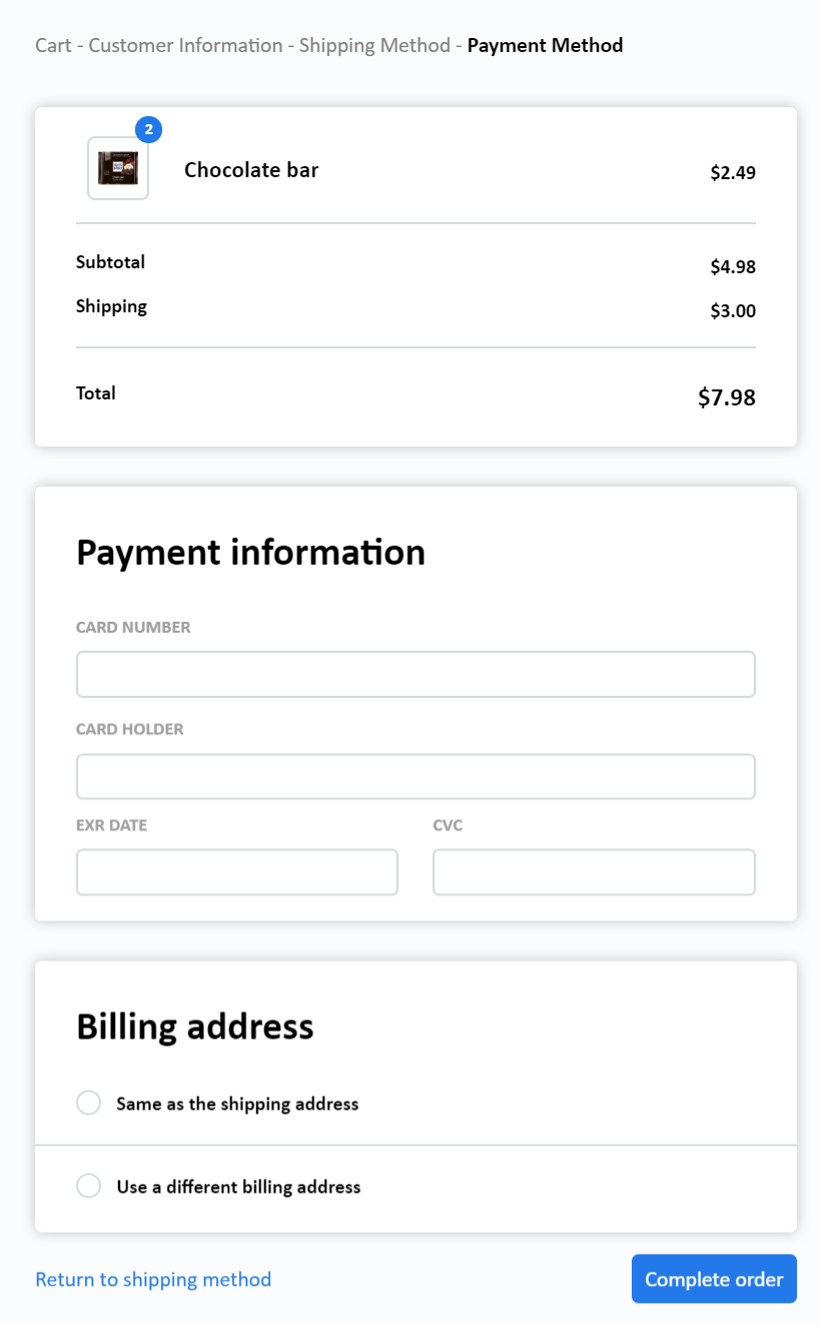 Cart - Customer Information - Shipping Method - Payment Method
2
Chocolate bar $2.49
Subtotal $4.98
Shipping $3.00
Total $7.98
Payment information
CARD NUMBER
CARD HOLDER
EXR DATE CVC
Billing address
Same as the shipping address
Use a different billing address
Return to shipping method Complete order